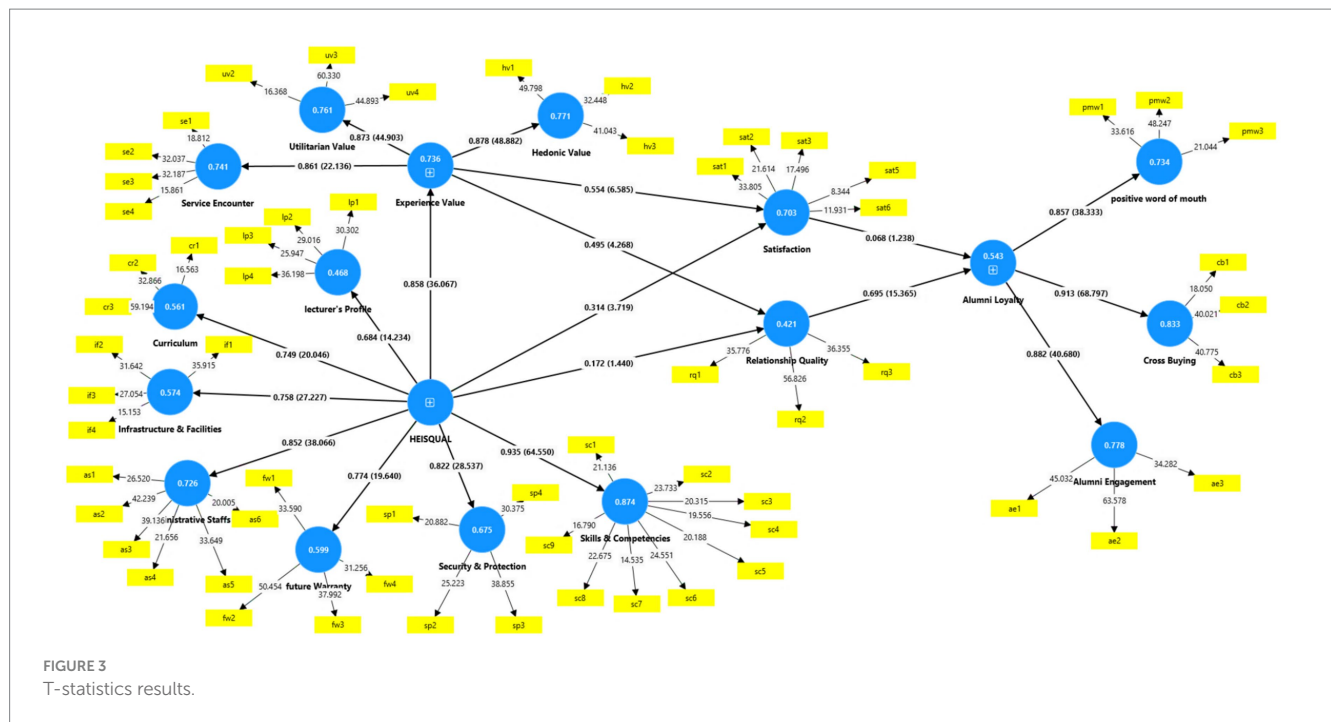 uv3
uv2
60.330
16.368
uv4
44.893
0.761
Utilitarian Value
hv1
hv2
49.798
32.448
0.771
41.043
hv3
Hedonic Value
0.873 (44.903)
0.878 (48.882)
se1
18.812
se2
32.037
0.741
se3
32.187
se4
15.861
Service Encounter
0.861 (22.136)
0.736
Experience Value
sat2
sat3
sat1
21.614
17.496
33.805
sat5
8.344
sat6
11.931
0.703
Satisfaction
0.554 (6.585)
pmw2
pmw1
48.247
pmw3
33.616
21.044
0.734
positive word of mouth
0.857 (38.333)
lp1
lp2
30.302
lp3
29.016
25.947
lp4
36.198
0.468
lecturer's Profile
0.495 (4.268)
0.068 (1.238)
0.543
Alumni Loyalty
cr1
cr2
16.563
32.866
cr3
59.194
0.561
Curriculum
0.858 (36.067)
0.684 (14.234)
0.314 (3.719)
0.695 (15.365)
0.913 (68.797)
cb1
18.050
cb2
40.021
0.833
40.775
cb3
Cross Buying
0.749 (20.046)
0.421
Relationship Quality
35.776
36.355
rq1
56.826
rq3
rq2
0.172 (1.440)
0.882 (40.680)
if2
if1
31.642
35.915
if3
27.054
0.574
15.153
if4
Infrastructure & Facilities
0.758 (27.227)
HEISQUAL
0.778
Alumni Engagement
45.032
34.282
ae1
63.578
ae3
ae2
0.852 (38.066)
0.774 (19.640)
0.822 (28.537)
0.935 (64.550)
as1
26.520
0.726
20.005
as2
42.239
nistrative Staffs
as6
39.136
as3
21.656
33.649
as4
as5
fw1
33.590
0.599
31.256
future Warranty
fw4
50.454
37.992
fw2
fw3
sp4
sp1
30.375
20.882
0.675
Security & Protection
25.223
38.855
sp2
sp3
sc1
21.136
sc2
23.733
sc3
20.315
0.874
19.556
sc4
16.790
sc9
Skills & Competencies
20.188
sc5
22.675
14.535
24.551
sc8
sc7
sc6
FIGURE 3
T-statistics results.